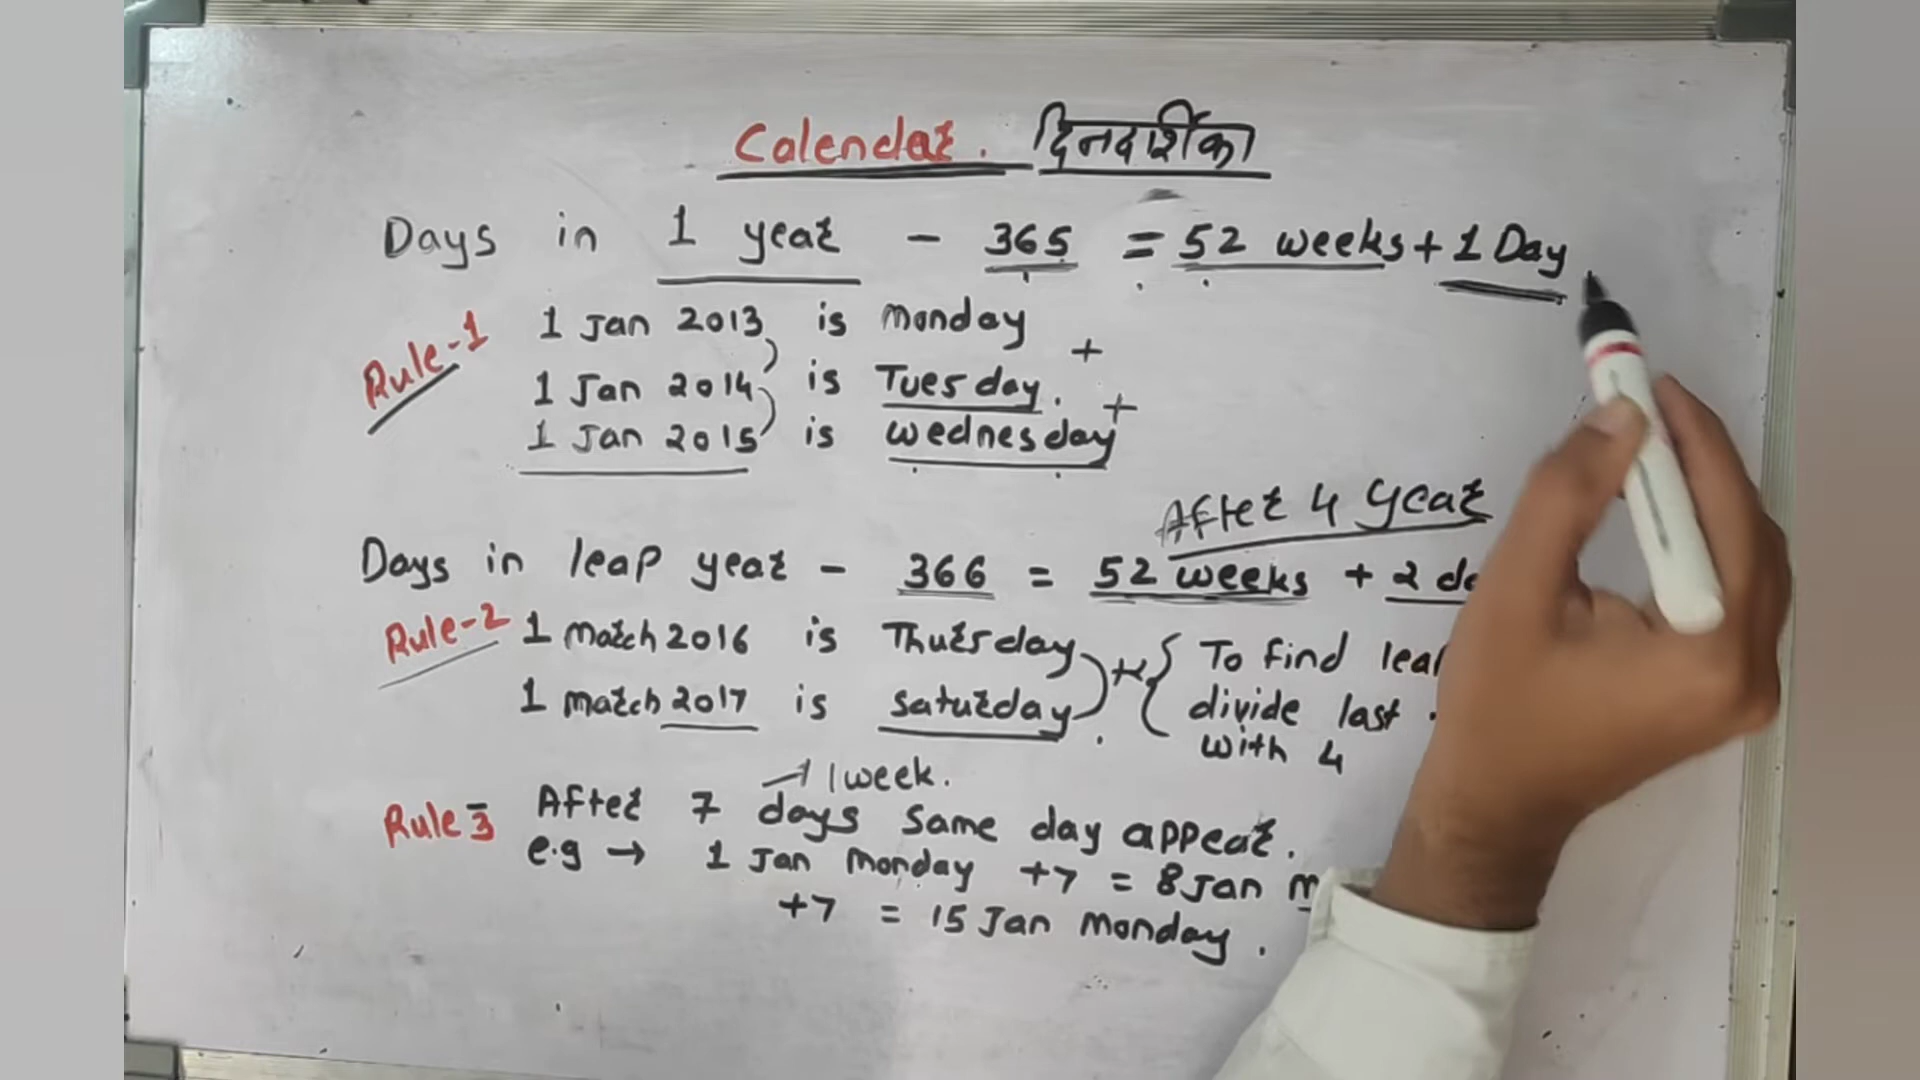 Calendar. दिनदर्शिका
Days in 1 year - 365 = 52 weeks + 1 Day
Rule-1
1 Jan 2013 is monday +
1 Jan 2014 is Tuesday. +
1 Jan 2015 is wednesday
After 4 year
Days in leap year - 366 = 52 weeks + 2
Rule-2
1 march 2016 is Thursday
1 march 2017 is saturday
{ To find
divide last
with 4
→ 1 week.
Rule 3 After 7 days same day appear.
e.g → 1 Jan monday +7 = 8 Jan
+7 = 15 Jan monday.